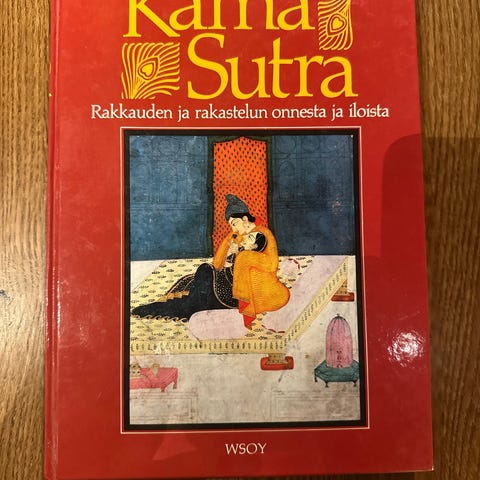 Kama
Sutra
Rakkauden ja rakastelun onnesta ja iloista
WSOY